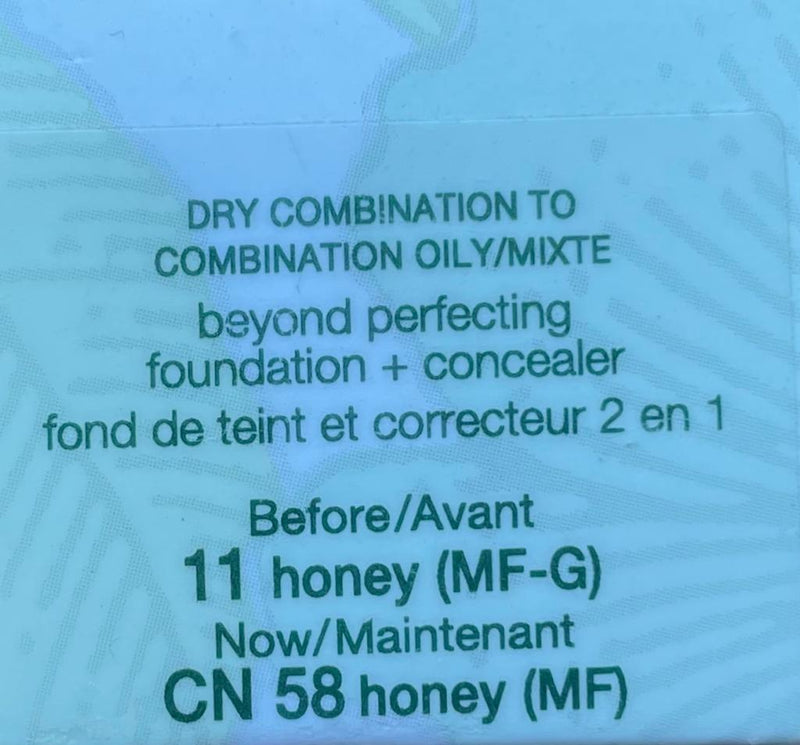 DRY COMBINATION TO
COMBINATION OILY/MIXTE
beyond perfecting
foundation + concealer
fond de teint et correcteur 2 en 1
Before/Avant
11 honey (MF-G)
Now/Maintenant
CN 58 honey (MF)